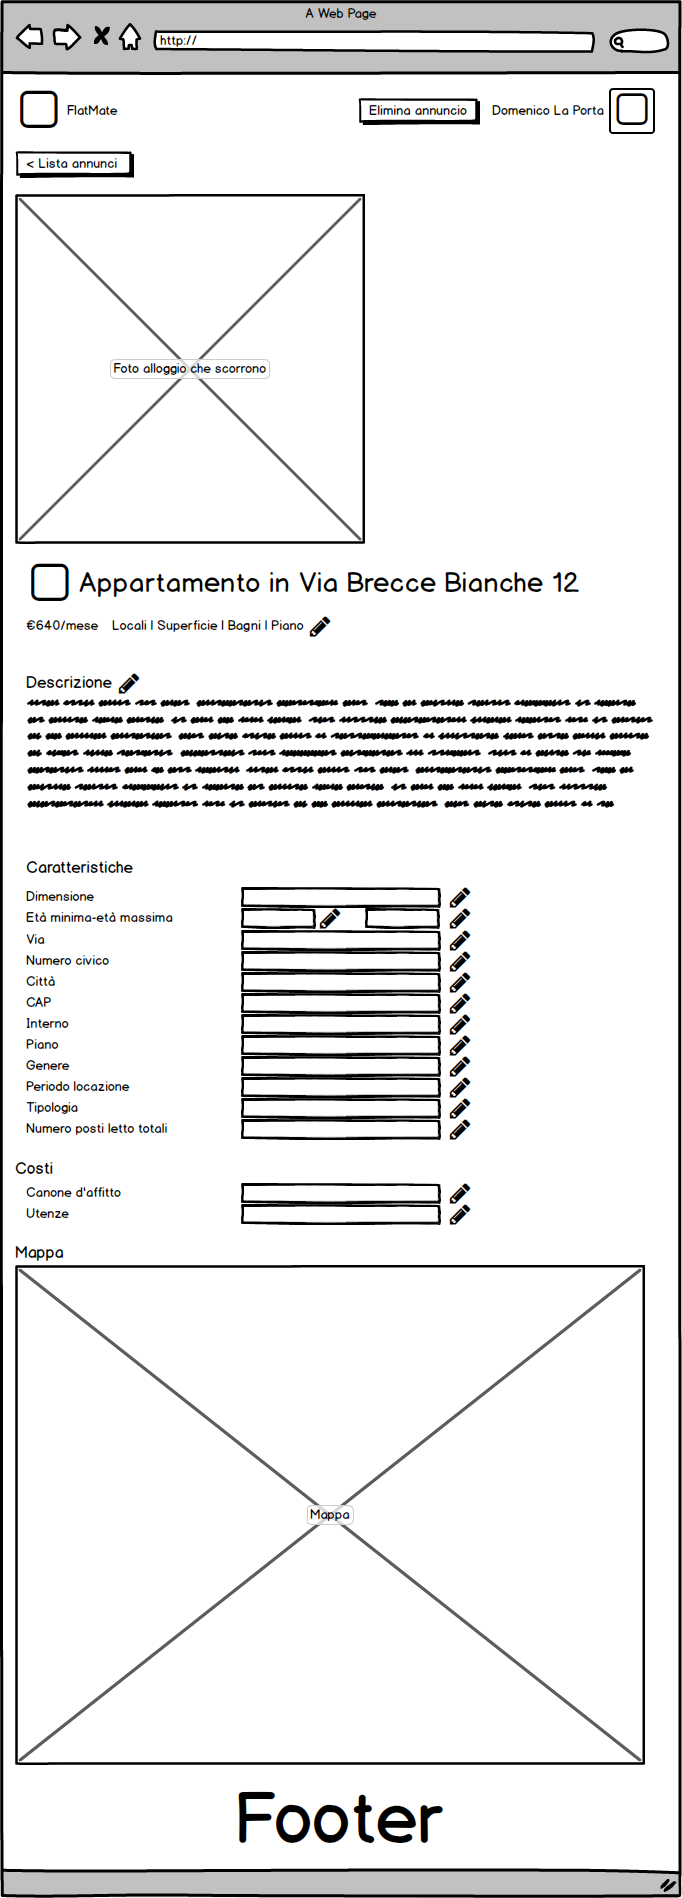 A Web Page
http://
FlatMate
Elimina annuncio
Domenico La Porta
< Lista annunci
Foto alloggio che scorrono
Appartamento in Via Brecce Bianche 12
€640/mese Locali | Superficie | Bagni | Piano
Descrizione
Caratteristiche
Dimensione
Età minima-età massima
Via
Numero civico
Città
CAP
Interno
Piano
Genere
Periodo locazione
Tipologia
Numero posti letto totali
Costi
Canone d'affitto
Utenze
Mappa
Mappa
Footer